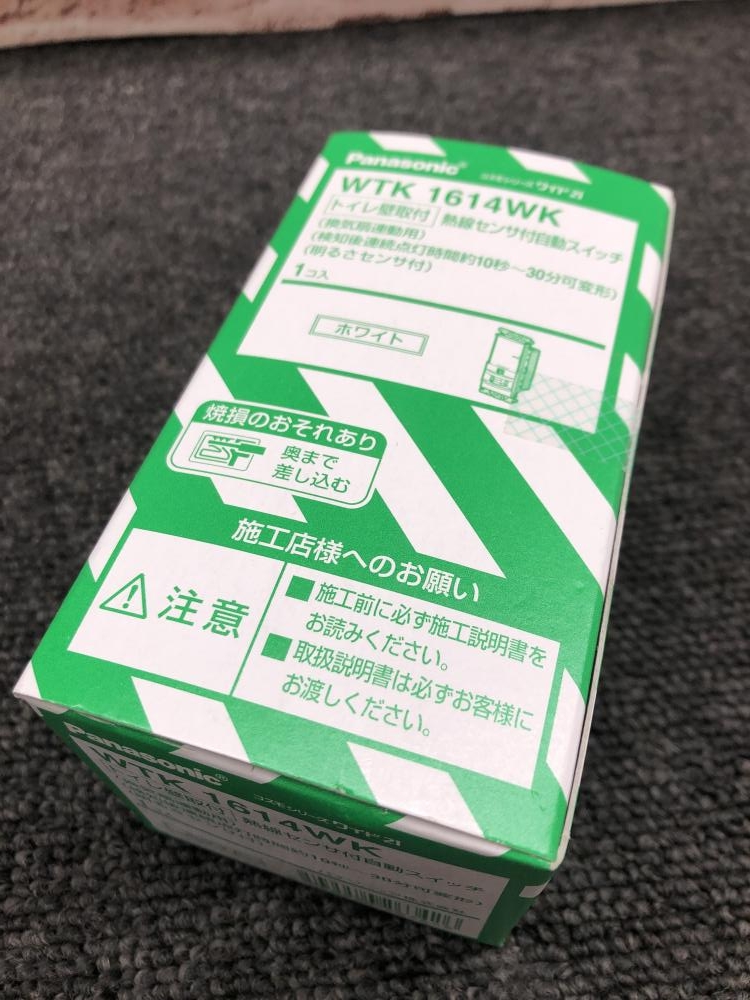 Panasonic® コスモシリーズ ワイド21
WTK 1614WK
トイレ壁取付 熱線センサ付自動スイッチ
(換気扇連動用)
(検知後連続点灯時間約10秒〜30分可変形)
(明るさセンサ付)
1コ入
ホワイト
焼損のおそれあり
奥まで
差し込む
施工店様へのお願い
注意
■施工前に必ず施工説明書を
お読みください。
■取扱説明書は必ずお客様に
お渡しください。
Panasonic® コスモシリーズ ワイド21
WTK 1614WK
トイレ壁取付 熱線センサ付自動スイッチ